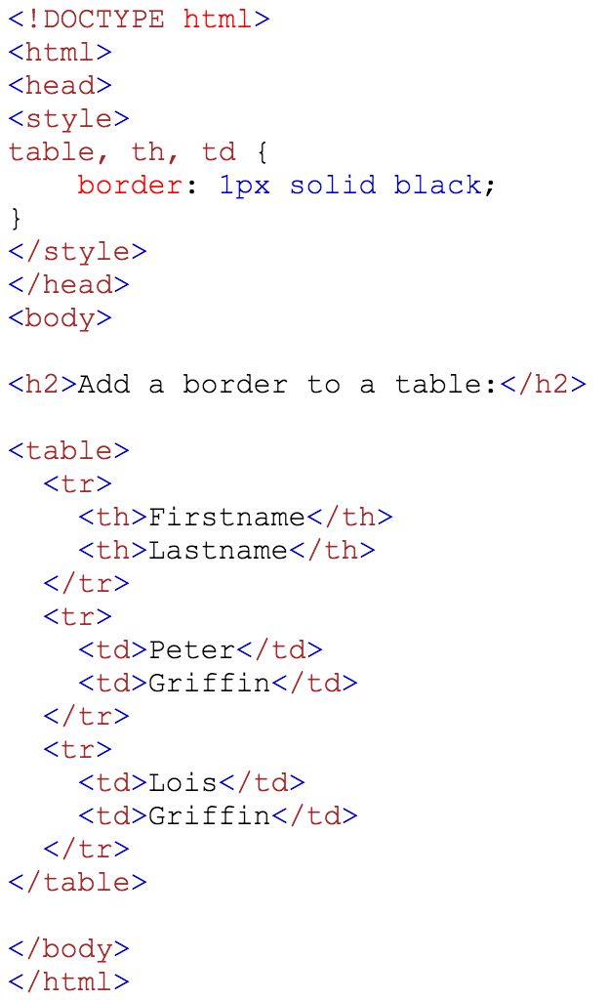 <!DOCTYPE html>
<html>
<head>
<style>
table, th, td {
    border: 1px solid black;
}
</style>
</head>
<body>

<h2>Add a border to a table:</h2>

<table>
  <tr>
    <th>Firstname</th>
    <th>Lastname</th>
  </tr>
  <tr>
    <td>Peter</td>
    <td>Griffin</td>
  </tr>
  <tr>
    <td>Lois</td>
    <td>Griffin</td>
  </tr>
</table>

</body>
</html>